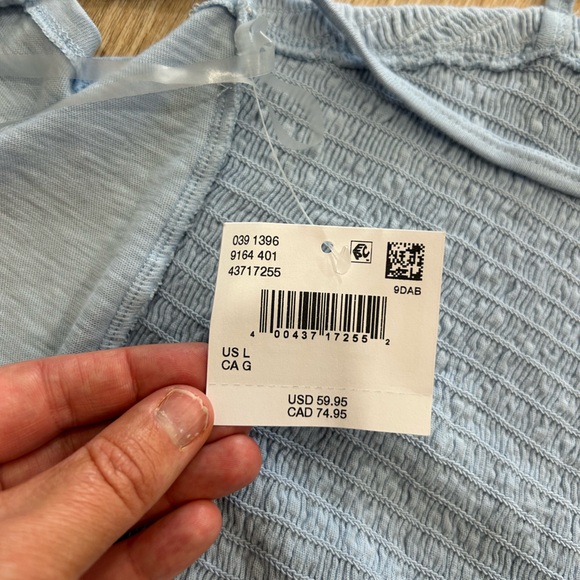 039 1396
9164 401
43717255
9DAB
4 00437 17255 2
US L
CA G
USD 59.95
CAD 74.95